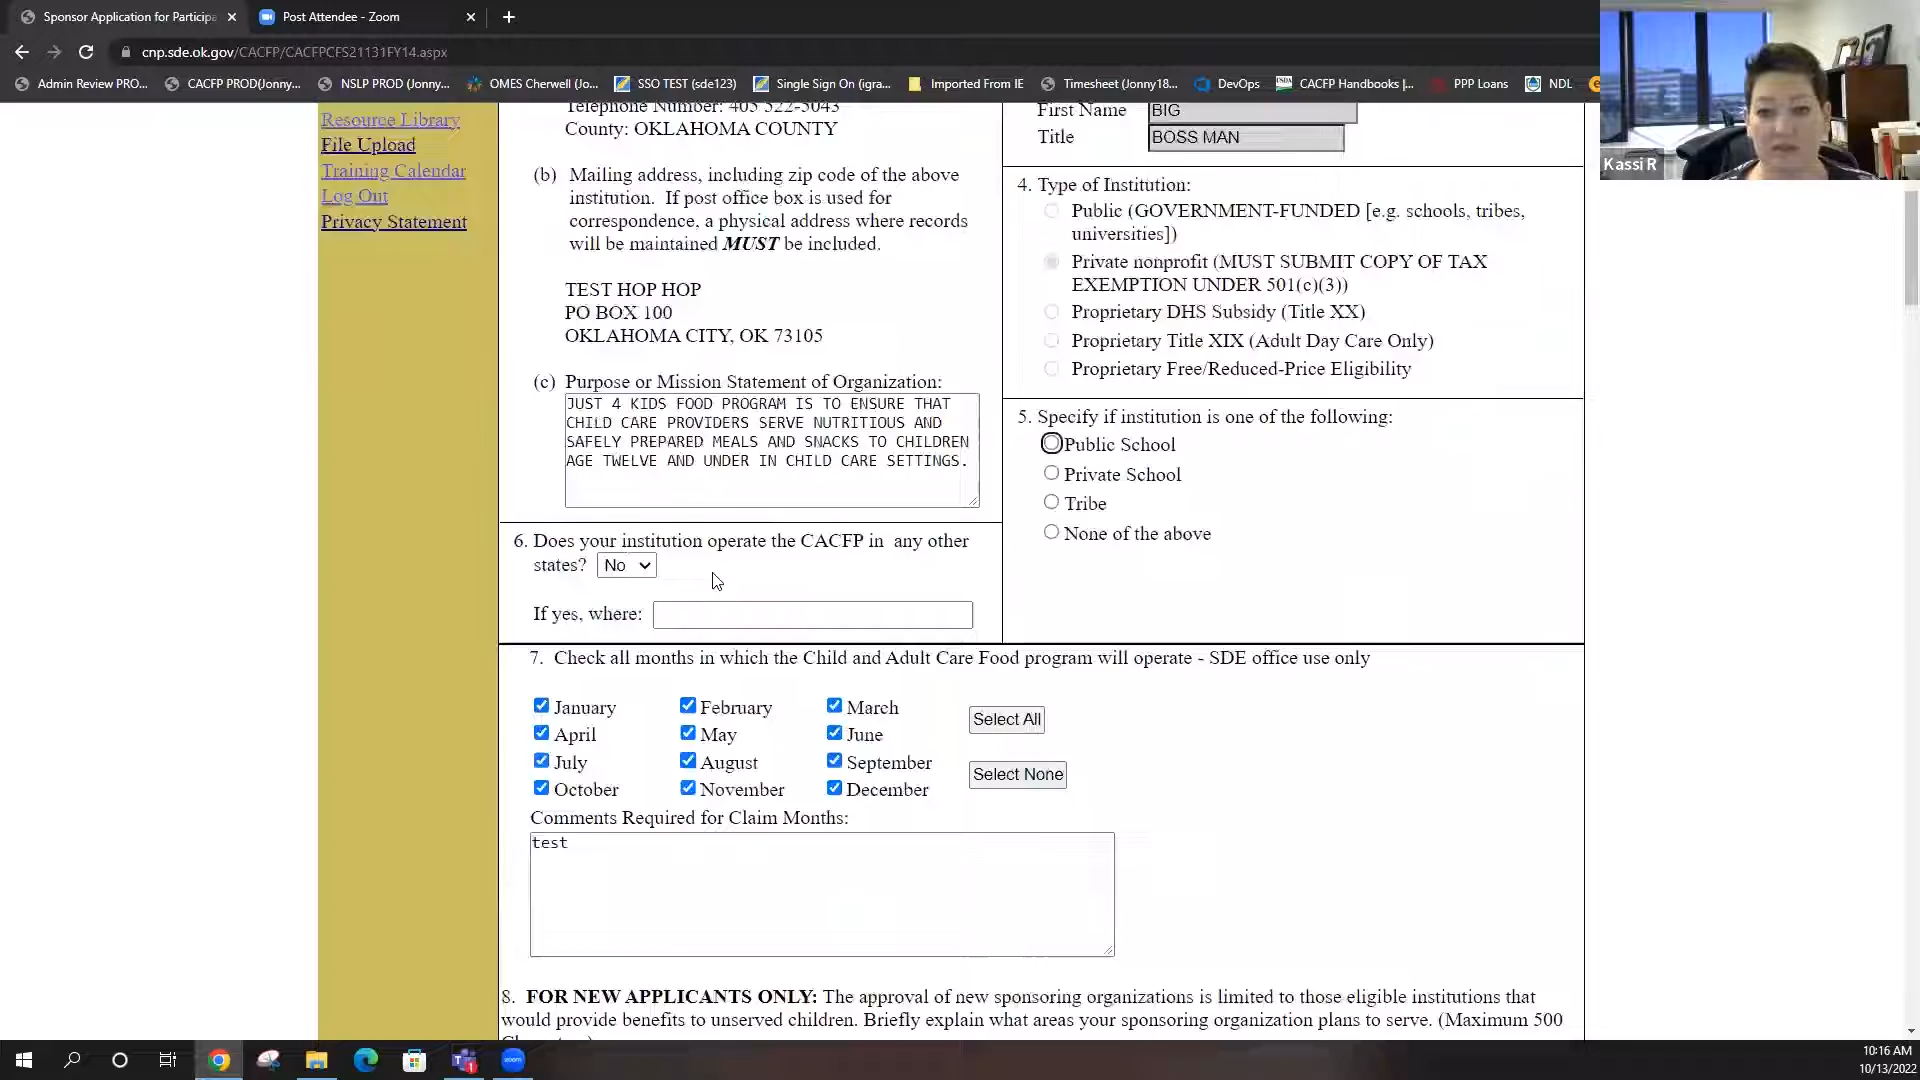 Sponsor Application for Participa
Post Attendee - Zoom
cnp.sde.ok.gov/CACFP/CACFPCFS21131FY14.aspx
Admin Review PRO...
CACFP PROD(Jonny...
NSLP PROD (Jonny...
OMES Cherwell (Jo...
SSO TEST (sde123)
Single Sign On (igra...
Imported From IE
Timesheet (Jonny18...
DevOps
CACFP Handbooks |...
PPP Loans
NDL
Kassi R
Resource Library
File Upload
Training Calendar
Log Out
Privacy Statement
Telephone Number: 405 522-5043
County: OKLAHOMA COUNTY
(b) Mailing address, including zip code of the above
institution. If post office box is used for
correspondence, a physical address where records
will be maintained MUST be included.
TEST HOP HOP
PO BOX 100
OKLAHOMA CITY, OK 73105
(c) Purpose or Mission Statement of Organization:
JUST 4 KIDS FOOD PROGRAM IS TO ENSURE THAT
CHILD CARE PROVIDERS SERVE NUTRITIOUS AND
SAFELY PREPARED MEALS AND SNACKS TO CHILDREN
AGE TWELVE AND UNDER IN CHILD CARE SETTINGS.
First Name BIG
Title BOSS MAN
4. Type of Institution:
Public (GOVERNMENT-FUNDED [e.g. schools, tribes,
universities])
Private nonprofit (MUST SUBMIT COPY OF TAX
EXEMPTION UNDER 501(c)(3))
Proprietary DHS Subsidy (Title XX)
Proprietary Title XIX (Adult Day Care Only)
Proprietary Free/Reduced-Price Eligibility
5. Specify if institution is one of the following:
Public School
Private School
Tribe
None of the above
6. Does your institution operate the CACFP in any other
states? No
If yes, where:
7. Check all months in which the Child and Adult Care Food program will operate - SDE office use only
January February March
April May June
July August September
October November December
Select All
Select None
Comments Required for Claim Months:
test
8. FOR NEW APPLICANTS ONLY: The approval of new sponsoring organizations is limited to those eligible institutions that
would provide benefits to unserved children. Briefly explain what areas your sponsoring organization plans to serve. (Maximum 500
10:16 AM
10/13/2022